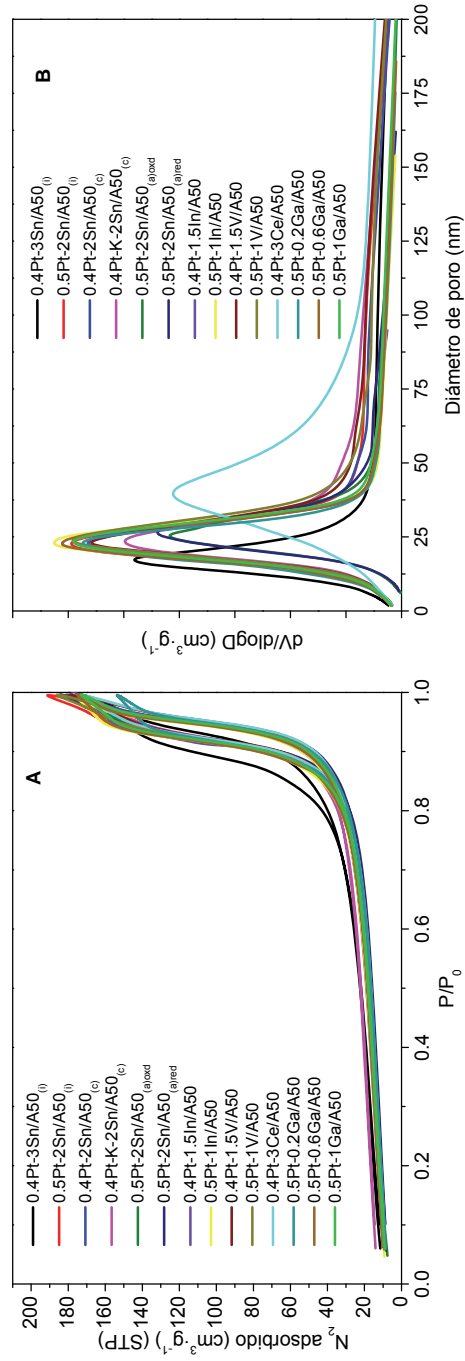 A
N2 adsorbido (cm3·g-1) (STP)
200
180
160
140
120
100
80
60
40
20
0
0.4Pt-3Sn/A50(i)
0.5Pt-2Sn/A50(i)
0.4Pt-2Sn/A50(c)
0.4Pt-K-2Sn/A50(c)
0.5Pt-2Sn/A50(a)oxd
0.5Pt-2Sn/A50(a)red
0.4Pt-1.5In/A50
0.5Pt-1In/A50
0.4Pt-1.5V/A50
0.5Pt-1V/A50
0.4Pt-3Ce/A50
0.5Pt-0.2Ga/A50
0.5Pt-0.6Ga/A50
0.5Pt-1Ga/A50
0.0 0.2 0.4 0.6 0.8 1.0
P/P0
B
dV/dlogD (cm3·g-1)
0.4Pt-3Sn/A50(i)
0.5Pt-2Sn/A50(i)
0.4Pt-2Sn/A50(c)
0.4Pt-K-2Sn/A50(c)
0.5Pt-2Sn/A50(a)oxd
0.5Pt-2Sn/A50(a)red
0.4Pt-1.5In/A50
0.5Pt-1In/A50
0.4Pt-1.5V/A50
0.5Pt-1V/A50
0.4Pt-3Ce/A50
0.5Pt-0.2Ga/A50
0.5Pt-0.6Ga/A50
0.5Pt-1Ga/A50
0 25 50 75 100 125 150 175 200
Diámetro de poro (nm)